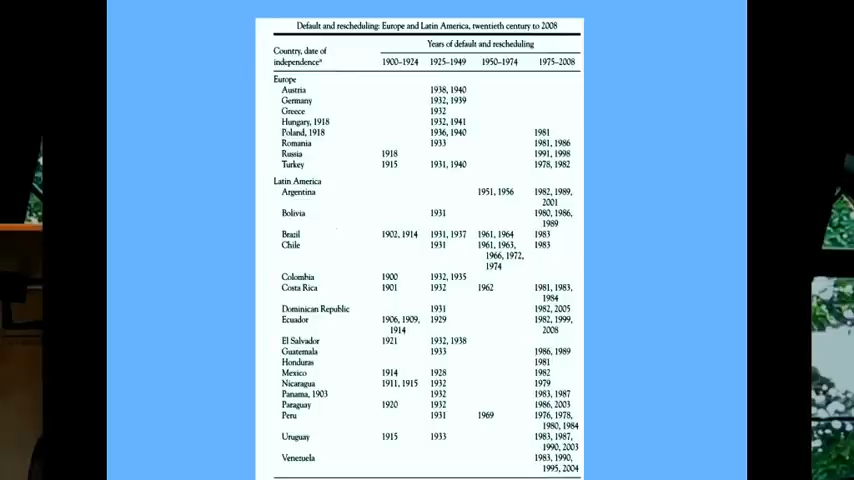 Default and rescheduling: Europe and Latin America, twentieth century to 2008
Years of default and rescheduling
Country, date of
independenceª 1900–1924 1925–1949 1950–1974 1975–2008
Europe
Austria 1938, 1940
Germany 1932, 1939
Greece 1932
Hungary, 1918 1932, 1941
Poland, 1918 1936, 1940 1981
Romania 1933 1981, 1986
Russia 1918 1991, 1998
Turkey 1915 1931, 1940 1978, 1982
Latin America
Argentina 1951, 1956 1982, 1989,
2001
Bolivia 1931 1980, 1986,
1989
Brazil 1902, 1914 1931, 1937 1961, 1964 1983
Chile 1931 1961, 1963, 1983
1966, 1972,
1974
Colombia 1900 1932, 1935
Costa Rica 1901 1932 1962 1981, 1983,
1984
Dominican Republic 1931 1982, 2005
Ecuador 1906, 1909, 1929 1982, 1999,
1914 2008
El Salvador 1921 1932, 1938
Guatemala 1933 1986, 1989
Honduras 1981
Mexico 1914 1928 1982
Nicaragua 1911, 1915 1932 1979
Panama, 1903 1932 1983, 1987
Paraguay 1920 1932 1986, 2003
Peru 1931 1969 1976, 1978,
1980, 1984
Uruguay 1915 1933 1983, 1987,
1990, 2003
Venezuela 1983, 1990,
1995, 2004